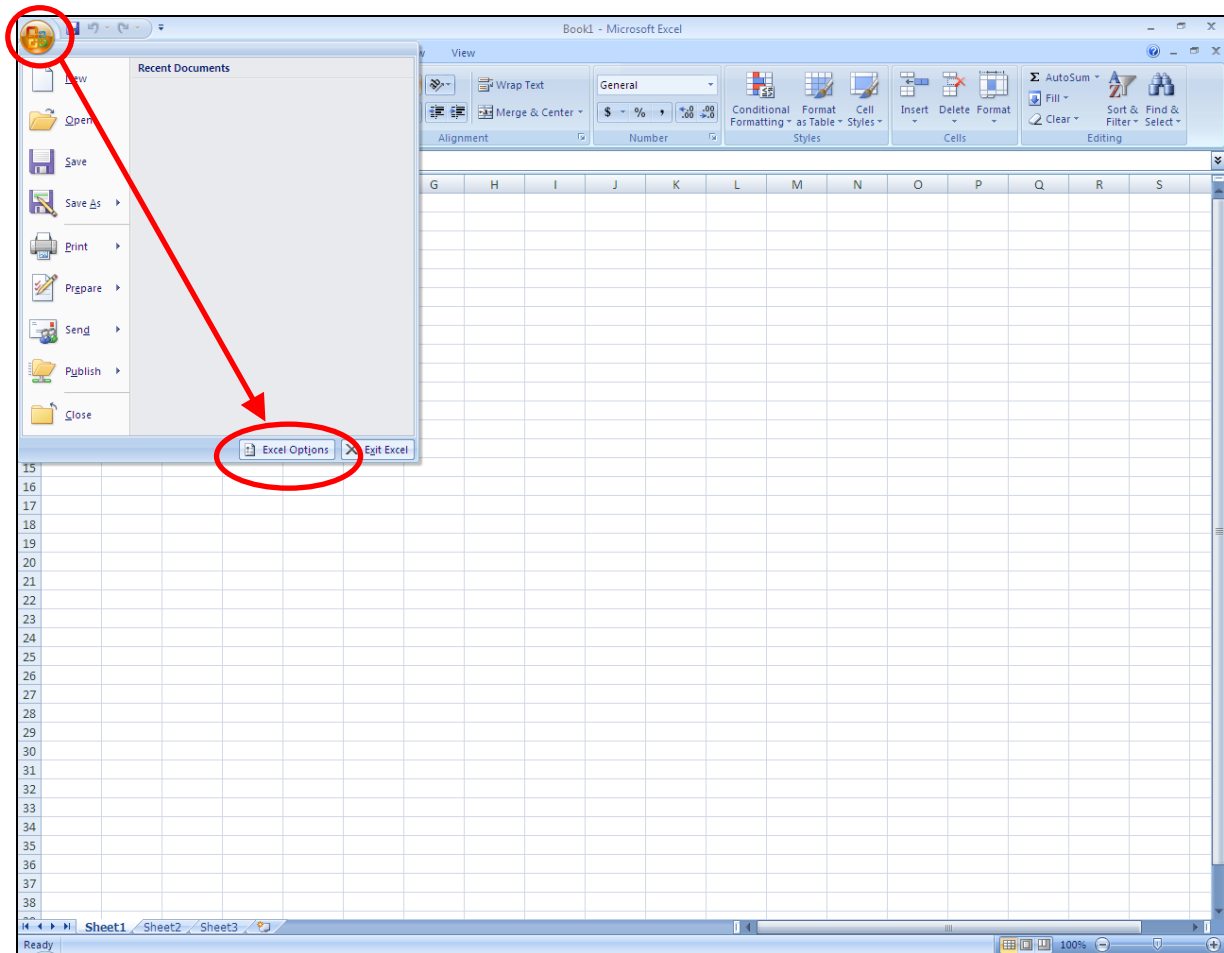 Book1 - Microsoft Excel
View
New
Open
Save
Save As
Print
Prepare
Send
Publish
Close
Recent Documents
Excel Options
Exit Excel
Wrap Text
Merge & Center
Alignment
General
$ % , .0 .00 .00 .0
Number
Conditional Formatting
Format as Table
Cell Styles
Styles
Insert
Delete
Format
Cells
Σ AutoSum
Fill
Clear
Sort & Filter
Find & Select
Editing
G H I J K L M N O P Q R S
15
16
17
18
19
20
21
22
23
24
25
26
27
28
29
30
31
32
33
34
35
36
37
38
Sheet1 Sheet2 Sheet3
Ready
100%